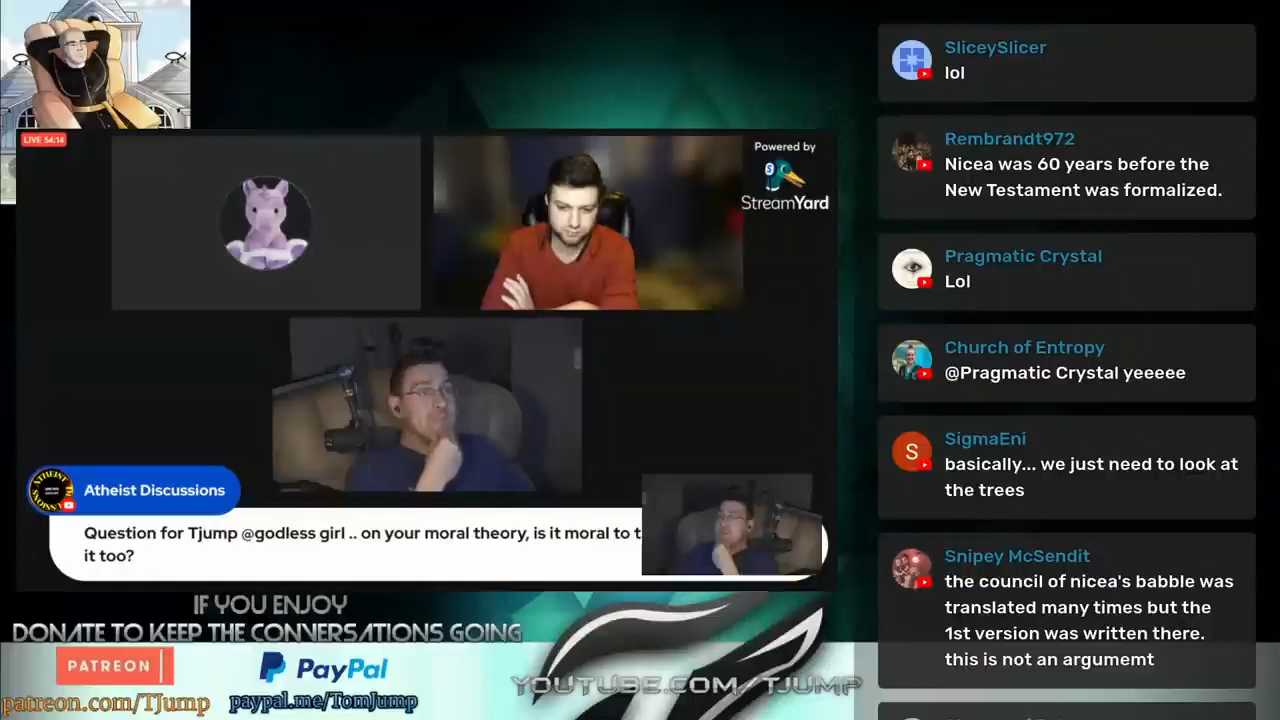 LIVE 54:14
Powered by
StreamYard
Atheist Discussions
Question for Tjump @godless girl .. on your moral theory, is it moral to t
it too?
IF YOU ENJOY
DONATE TO KEEP THE CONVERSATIONS GOING
PATREON
PayPal
patreon.com/TJump
paypal.me/TomJump
YOUTUBE.COM/TJUMP
SliceySlicer
lol
Rembrandt972
Nicea was 60 years before the
New Testament was formalized.
Pragmatic Crystal
Lol
Church of Entropy
@Pragmatic Crystal yeeeee
S
SigmaEni
basically... we just need to look at
the trees
Snipey McSendit
the council of nicea's babble was
translated many times but the
1st version was written there.
this is not an argumemt